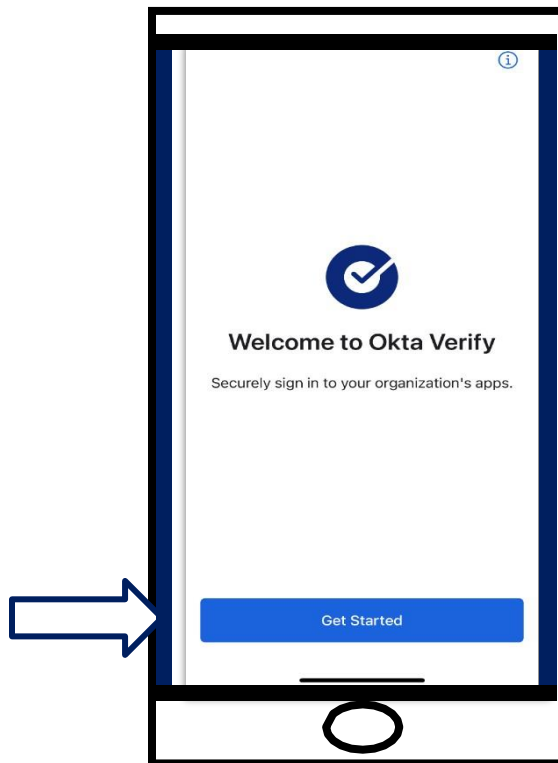 Welcome to Okta Verify
Securely sign in to your organization's apps.
Get Started